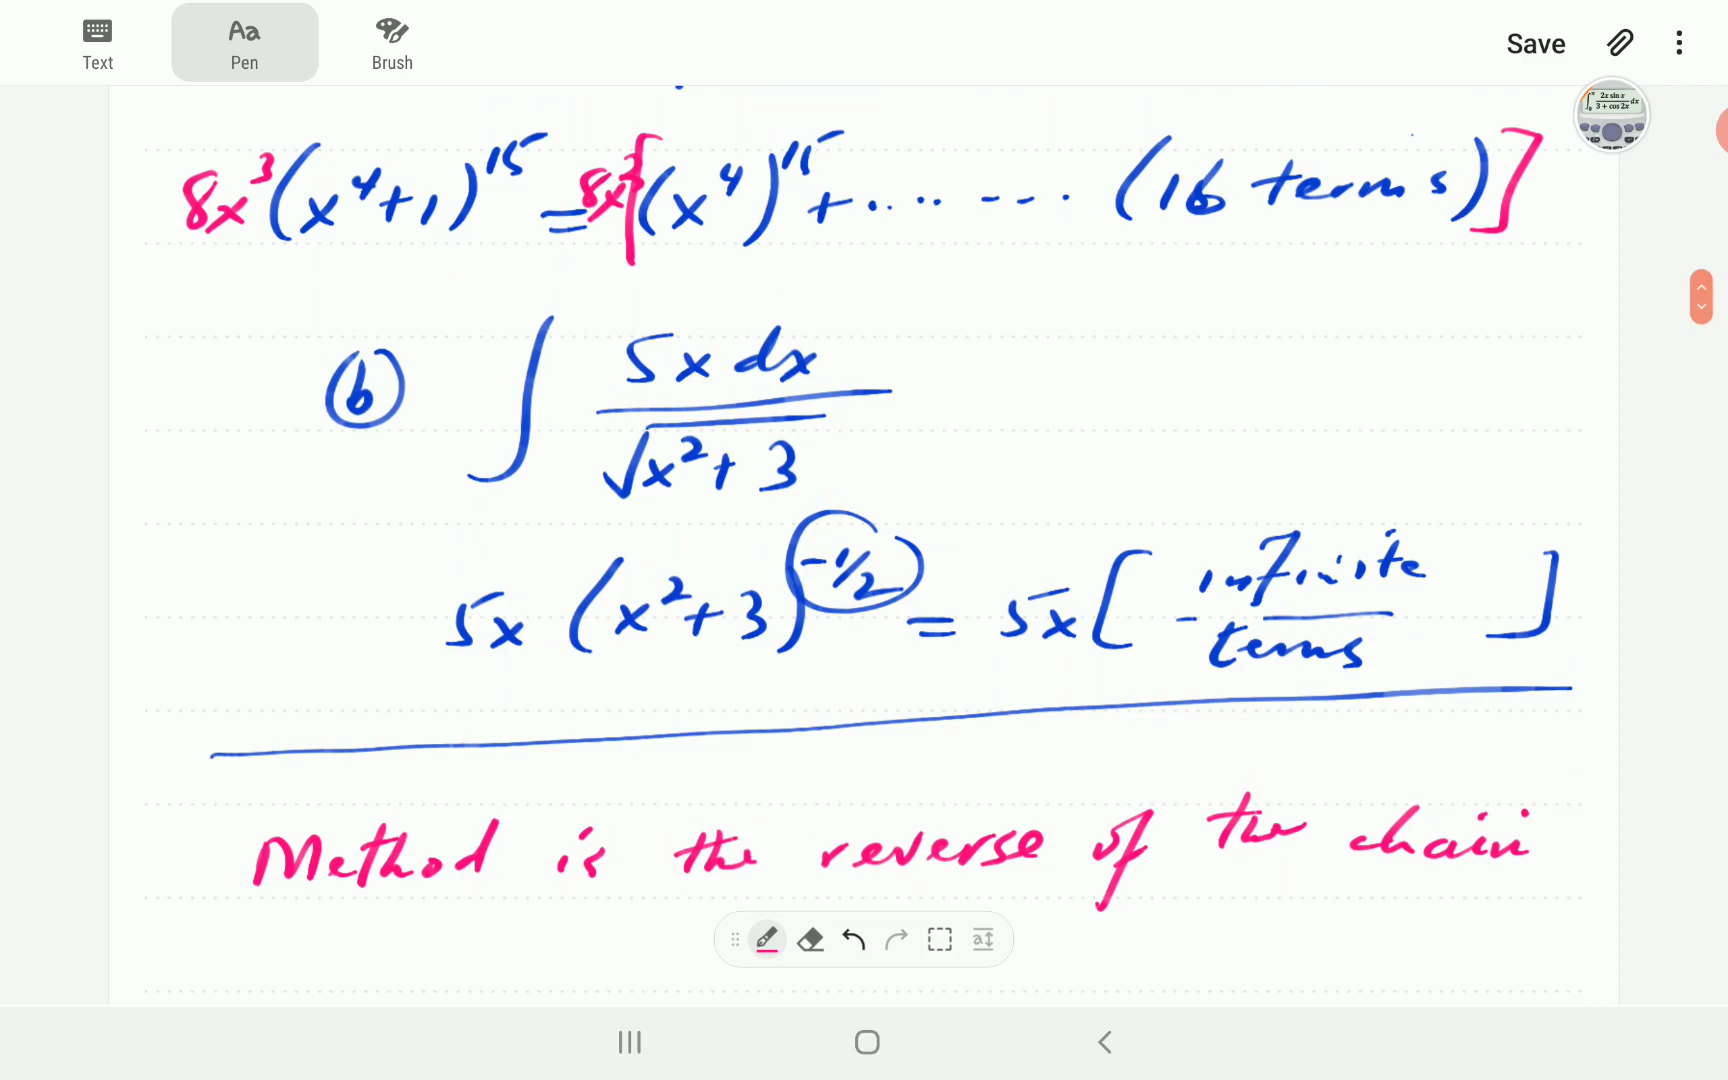 Text
Pen
Brush
Save
8x³(x⁴+1)¹⁵ = 8x³[(x⁴)¹⁵ + ........ (16 terms)]
(b) ∫ 5x dx / √(x²+3)
5x (x²+3)^(-1/2) = 5x [ infinite terms ]
Method is the reverse of the chain